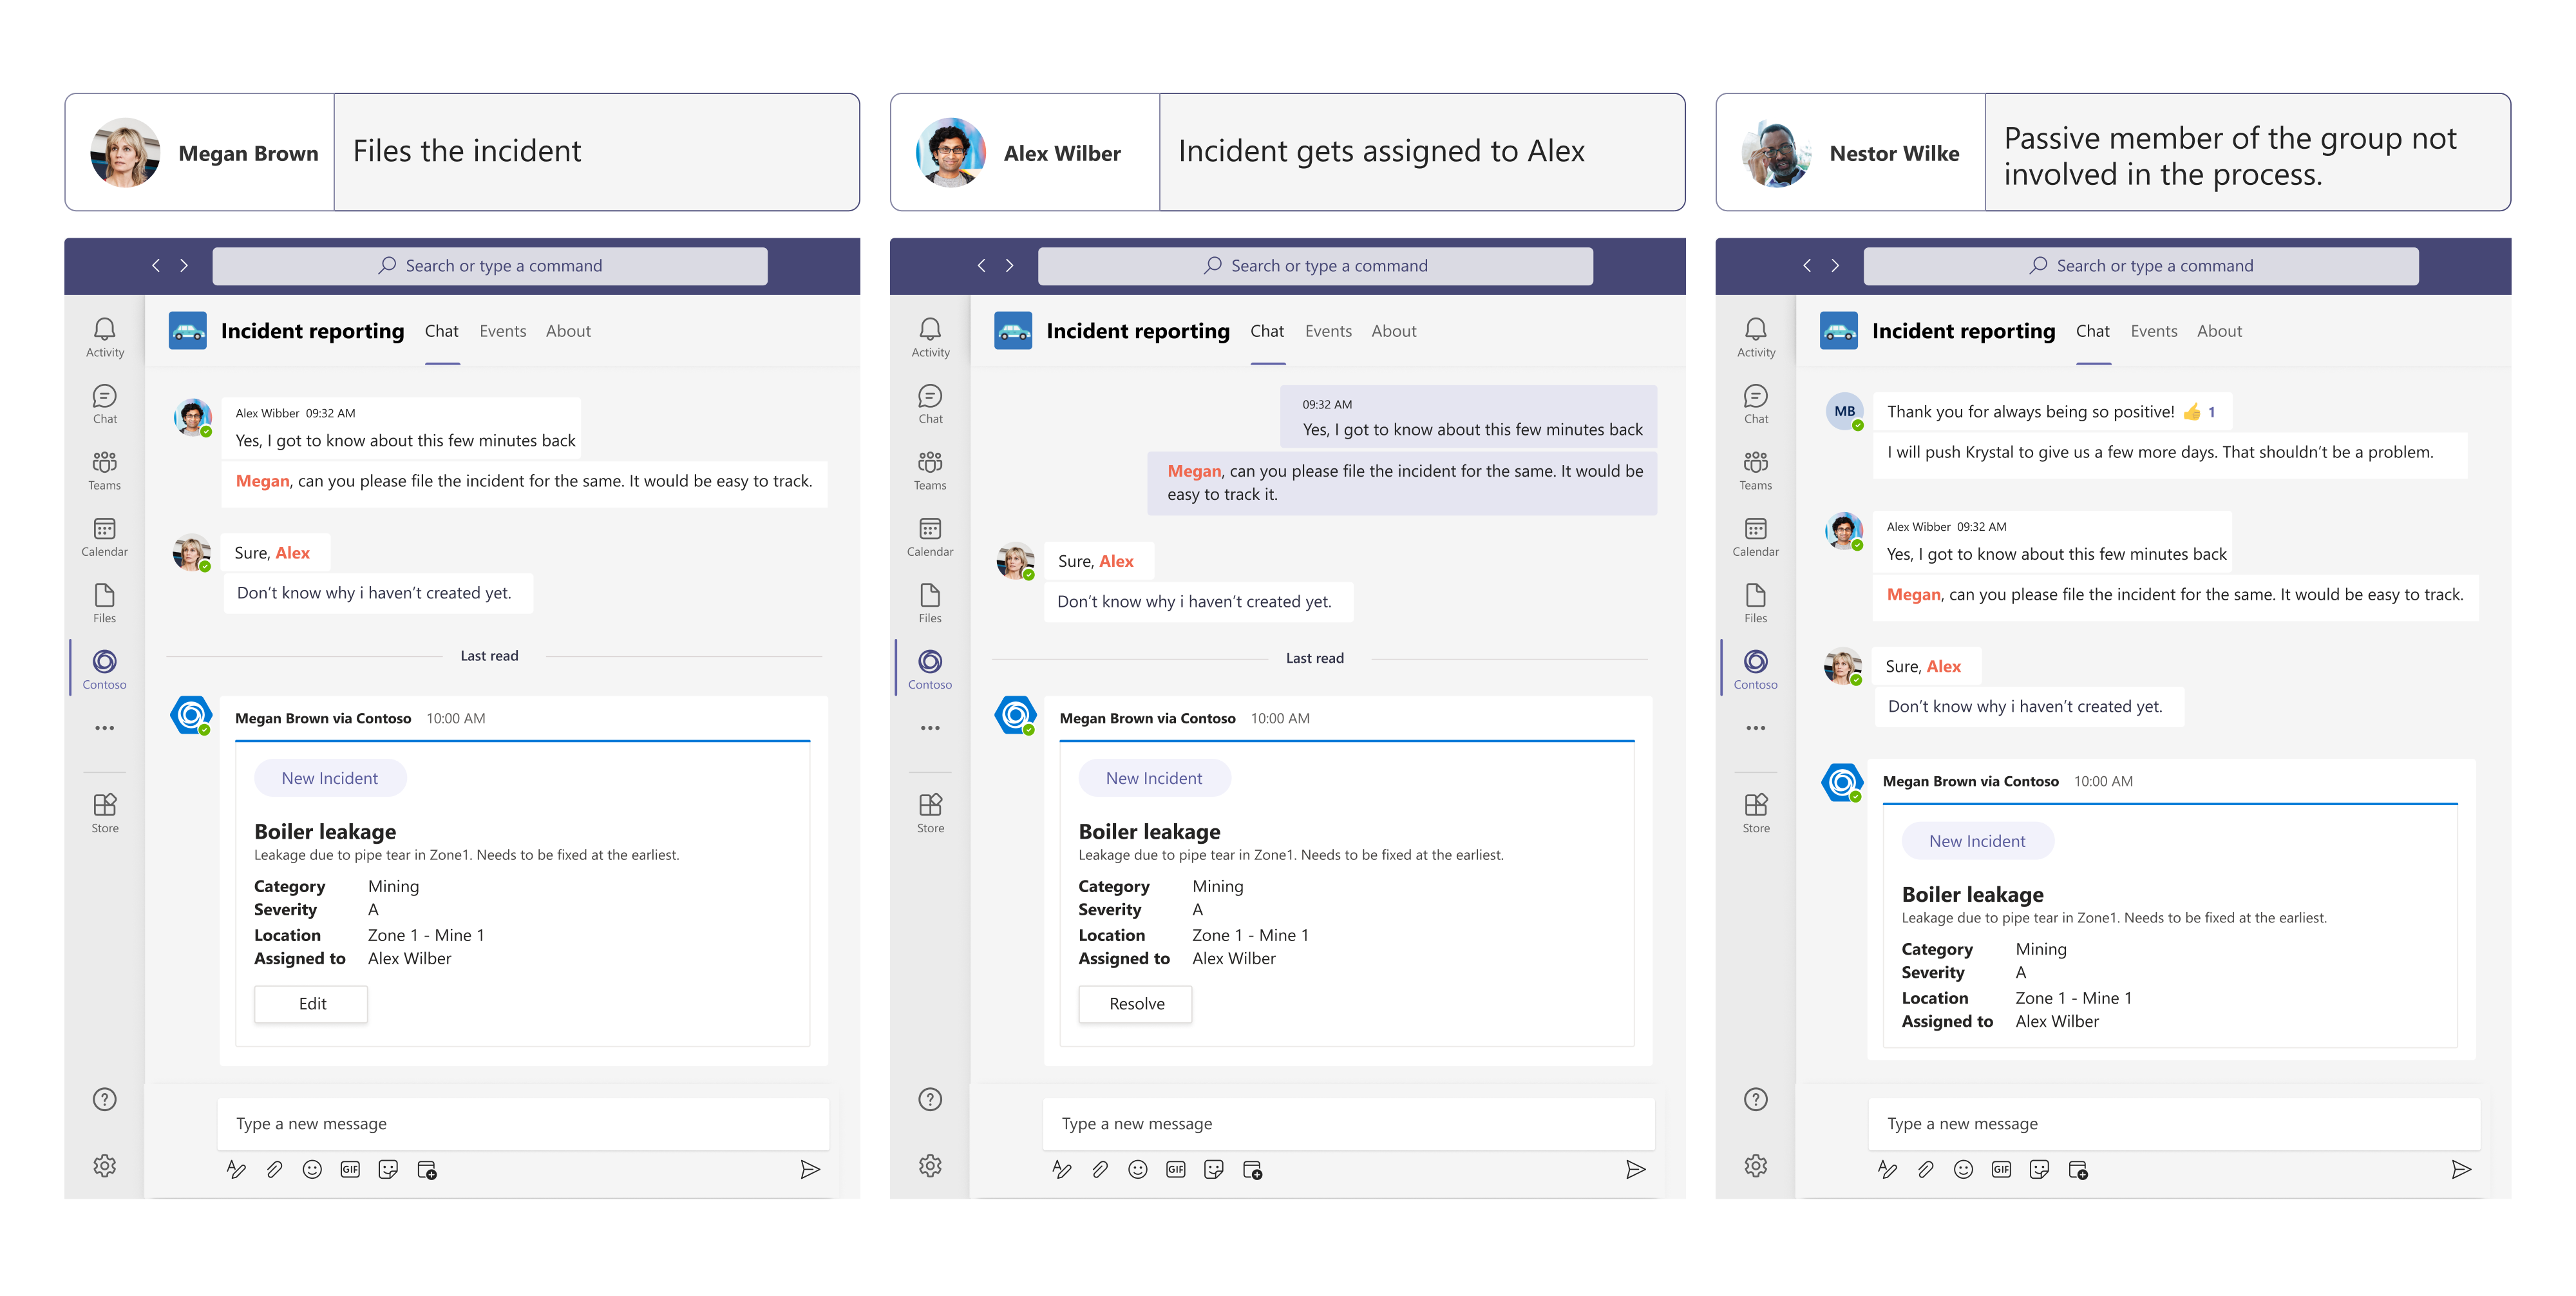 Megan Brown
Files the incident
Search or type a command
Incident reporting
Chat
Events
About
Activity
Chat
Teams
Calendar
Files
Contoso
Store
Alex Wibber 09:32 AM
Yes, I got to know about this few minutes back
Megan, can you please file the incident for the same. It would be easy to track.
Sure, Alex
Don't know why i haven't created yet.
Last read
Megan Brown via Contoso 10:00 AM
New Incident
Boiler leakage
Leakage due to pipe tear in Zone1. Needs to be fixed at the earliest.
Category Mining
Severity A
Location Zone 1 - Mine 1
Assigned to Alex Wilber
Edit
Type a new message
GIF
Alex Wilber
Incident gets assigned to Alex
Search or type a command
Incident reporting
Chat
Events
About
Activity
Chat
Teams
Calendar
Files
Contoso
Store
09:32 AM
Yes, I got to know about this few minutes back
Megan, can you please file the incident for the same. It would be
easy to track it.
Sure, Alex
Don't know why i haven't created yet.
Last read
Megan Brown via Contoso 10:00 AM
New Incident
Boiler leakage
Leakage due to pipe tear in Zone1. Needs to be fixed at the earliest.
Category Mining
Severity A
Location Zone 1 - Mine 1
Assigned to Alex Wilber
Resolve
Type a new message
GIF
Nestor Wilke
Passive member of the group not
involved in the process.
Search or type a command
Incident reporting
Chat
Events
About
Activity
Chat
Teams
Calendar
Files
Contoso
Store
MB
Thank you for always being so positive! 👍 1
I will push Krystal to give us a few more days. That shouldn't be a problem.
Alex Wibber 09:32 AM
Yes, I got to know about this few minutes back
Megan, can you please file the incident for the same. It would be easy to track.
Sure, Alex
Don't know why i haven't created yet.
Megan Brown via Contoso 10:00 AM
New Incident
Boiler leakage
Leakage due to pipe tear in Zone1. Needs to be fixed at the earliest.
Category Mining
Severity A
Location Zone 1 - Mine 1
Assigned to Alex Wilber
Type a new message
GIF